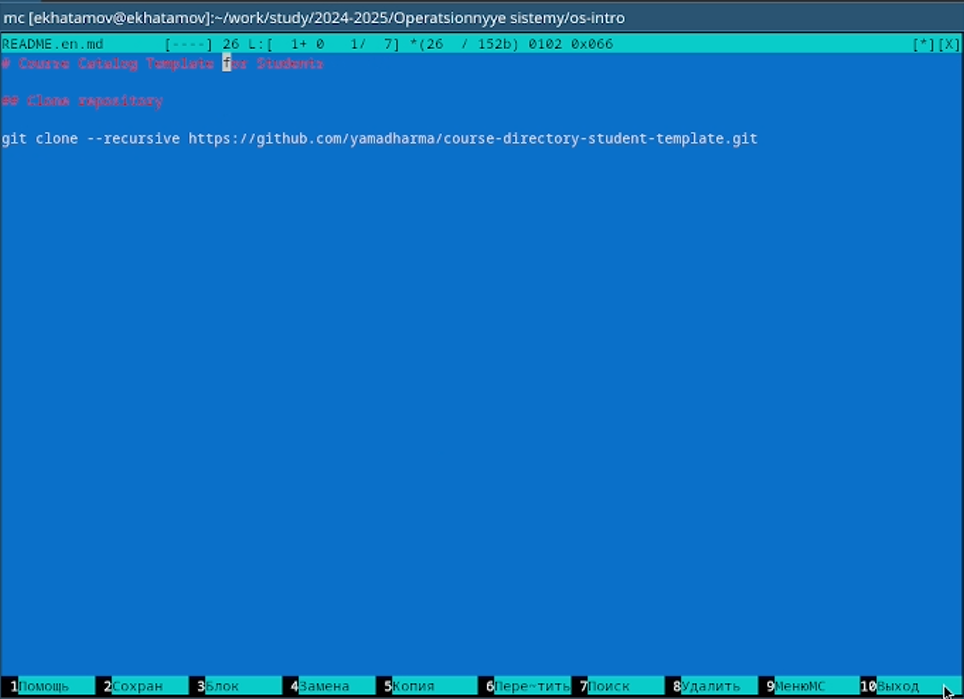 mc [ekhatamov@ekhatamov]:~/work/study/2024-2025/Operatsionnyye sistemy/os-intro
README.en.md [----] 26 L:[ 1+ 0 1/ 7] *(26 / 152b) 0102 0x066 [*][X]
# Course Catalog Template for Students
## Clone repository
git clone --recursive https://github.com/yamadharma/course-directory-student-template.git
1Помощь 2Сохран 3Блок 4Замена 5Копия 6Пере~тить 7Поиск 8Удалить 9МенюМС 10Выход